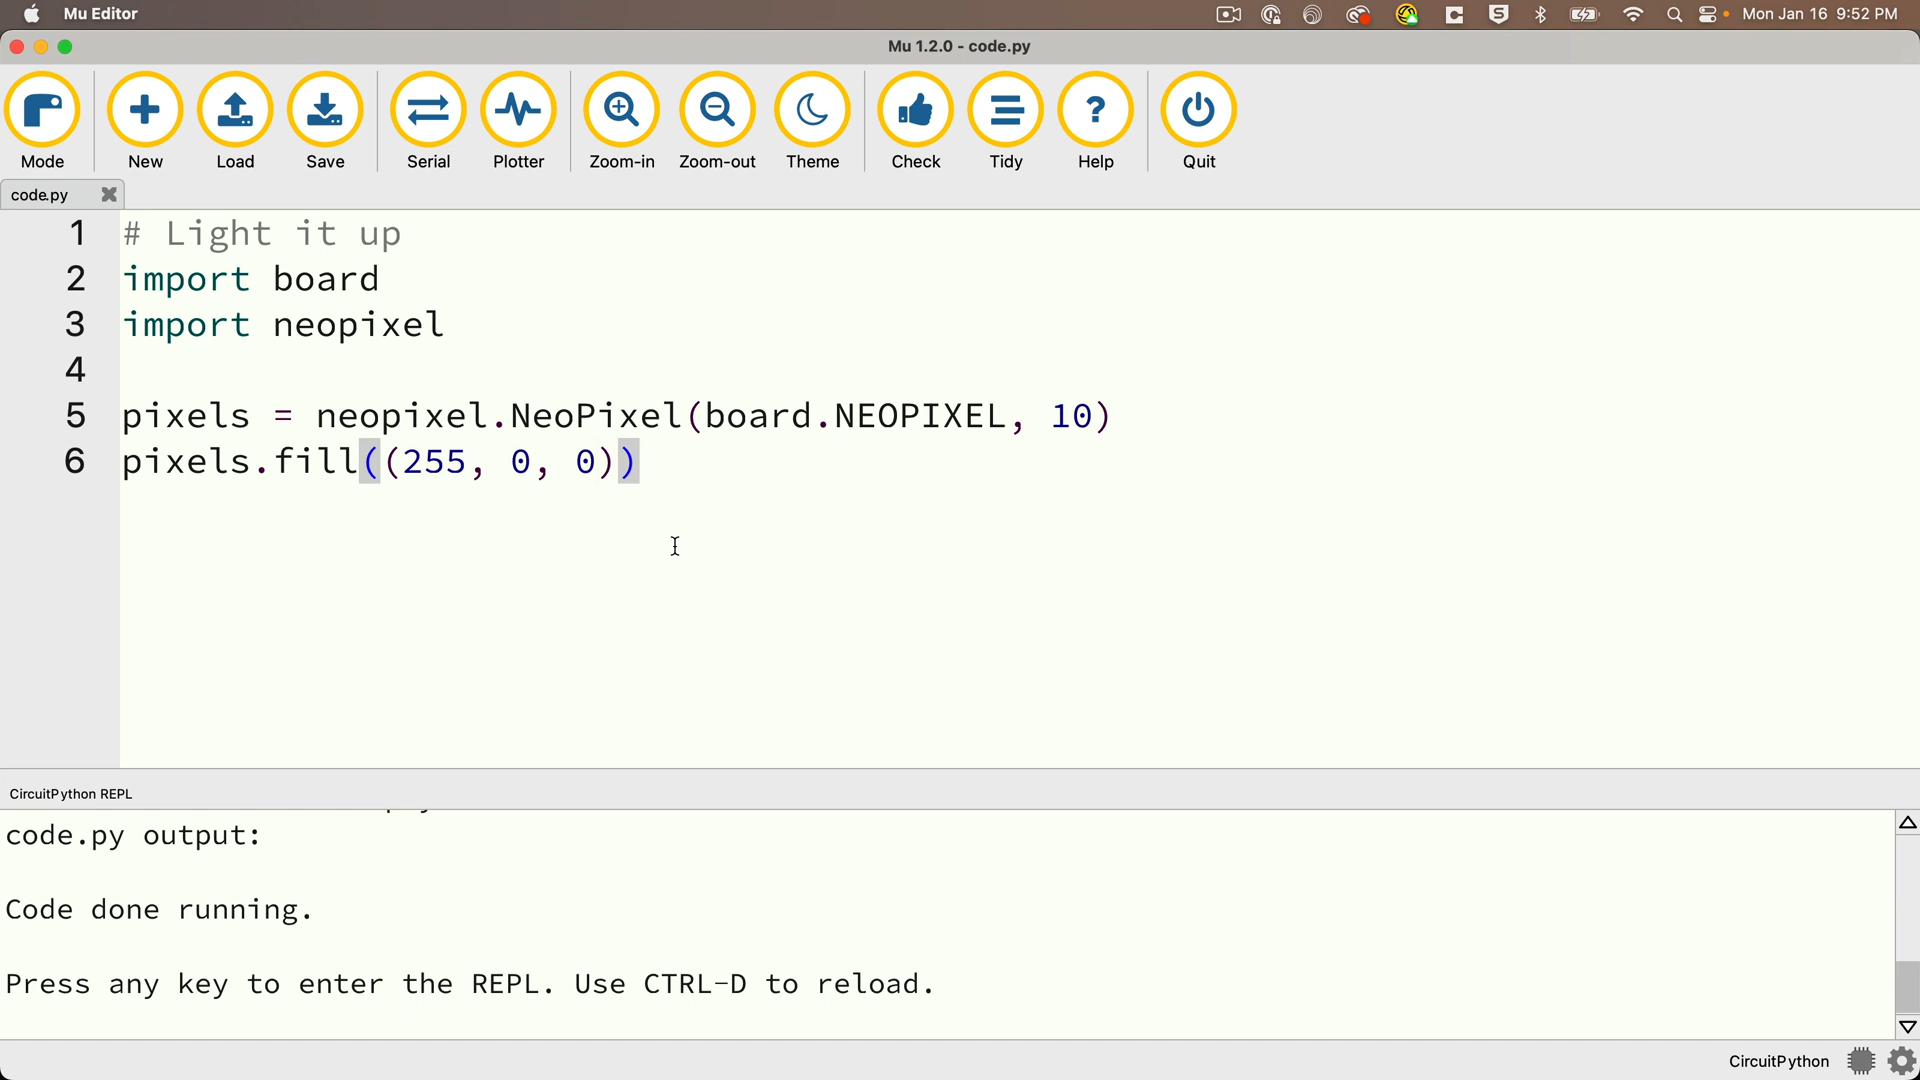 Mu Editor
Mon Jan 16 9:52 PM
Mu 1.2.0 - code.py
Mode New Load Save Serial Plotter Zoom-in Zoom-out Theme Check Tidy Help Quit
code.py
1 # Light it up
2 import board
3 import neopixel
4
5 pixels = neopixel.NeoPixel(board.NEOPIXEL, 10)
6 pixels.fill((255, 0, 0))
CircuitPython REPL
code.py output:
Code done running.
Press any key to enter the REPL. Use CTRL-D to reload.
CircuitPython